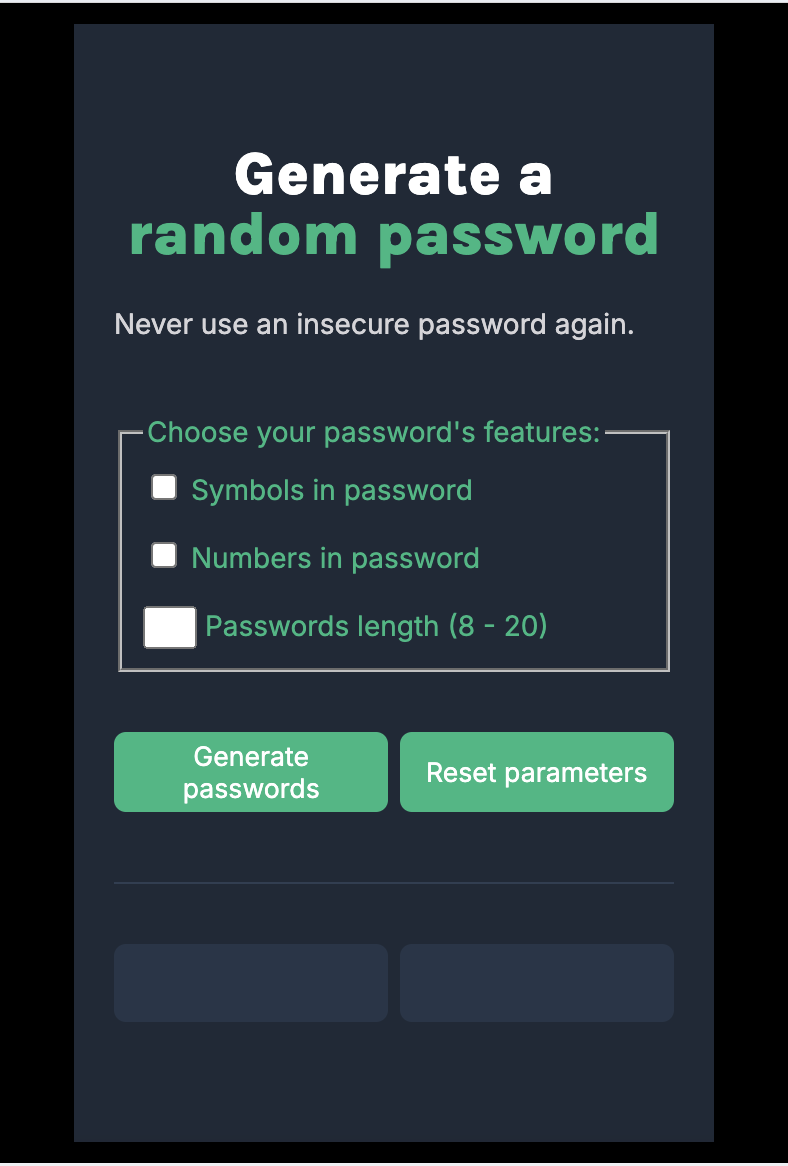 Generate a
random password
Never use an insecure password again.
Choose your password's features:
Symbols in password
Numbers in password
Passwords length (8 - 20)
Generate
passwords
Reset parameters